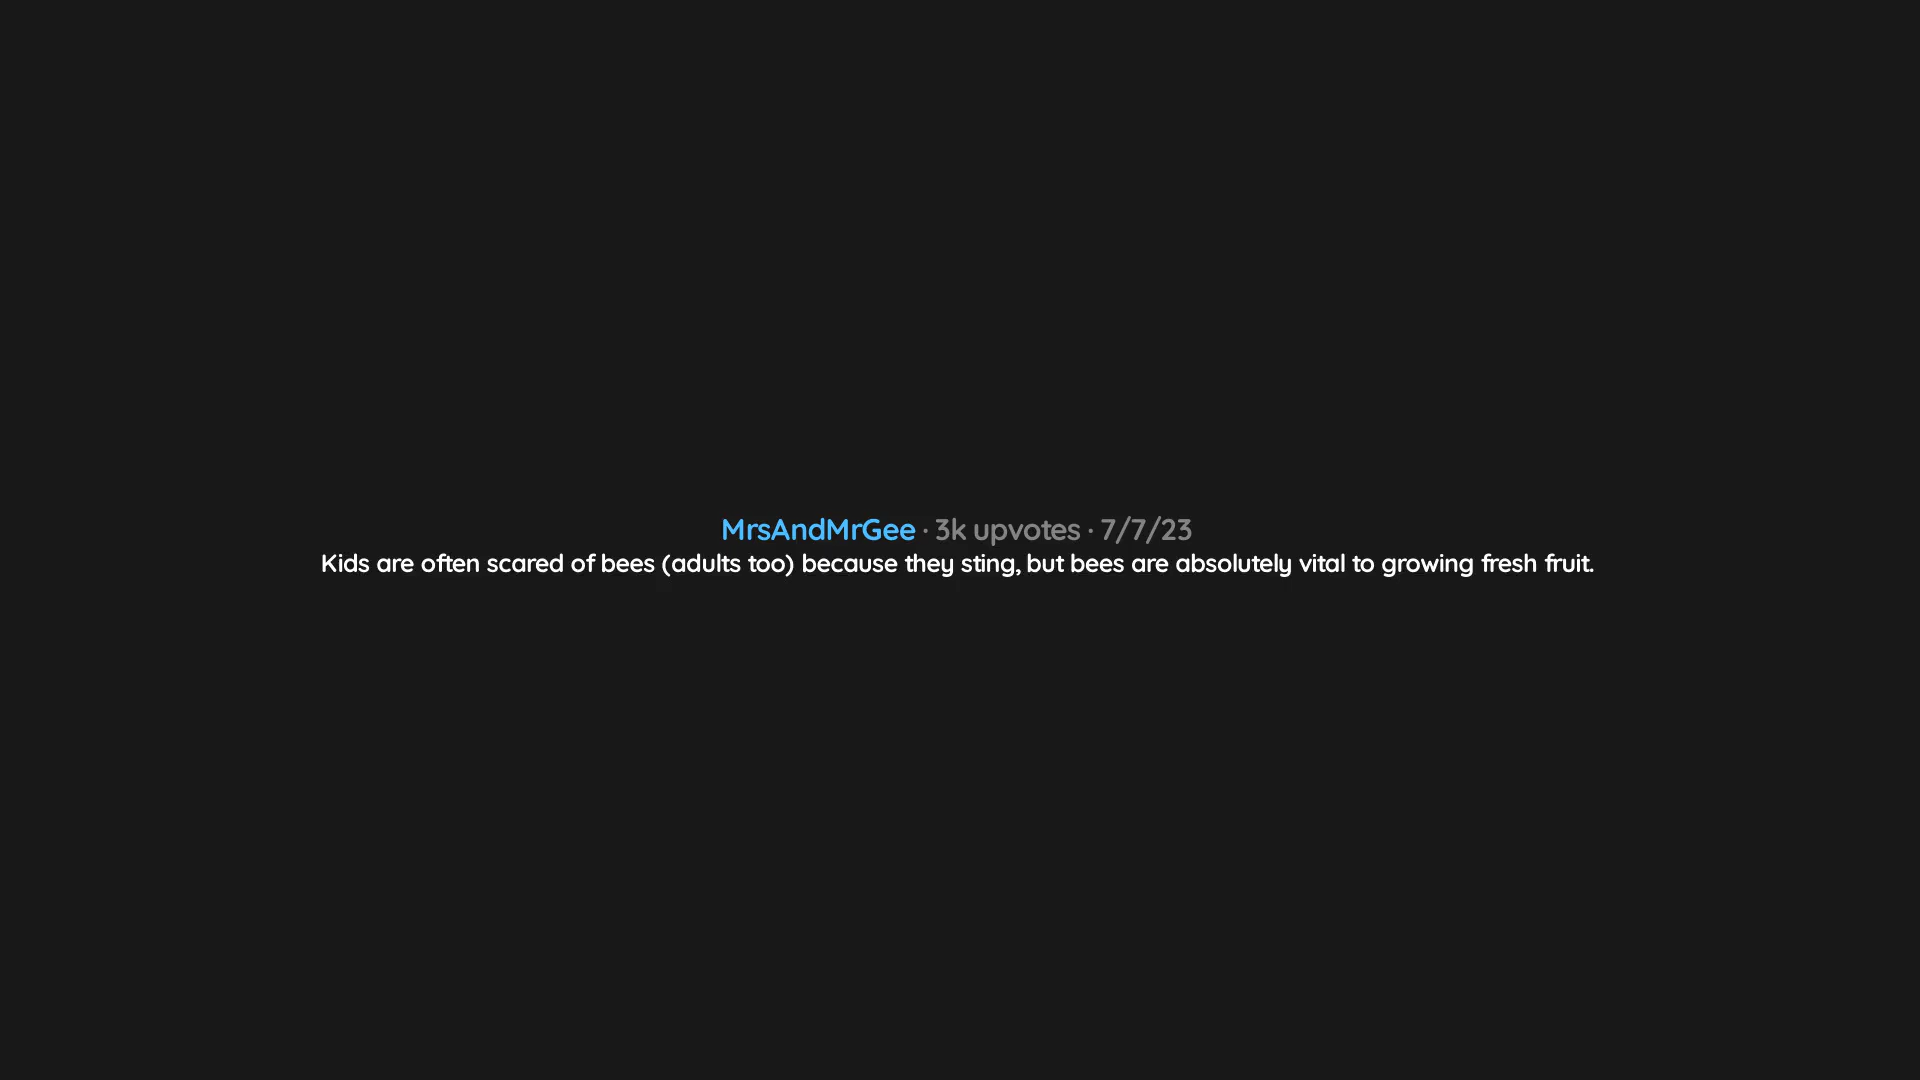 MrsAndMrGee · 3k upvotes · 7/7/23
Kids are often scared of bees (adults too) because they sting, but bees are absolutely vital to growing fresh fruit.